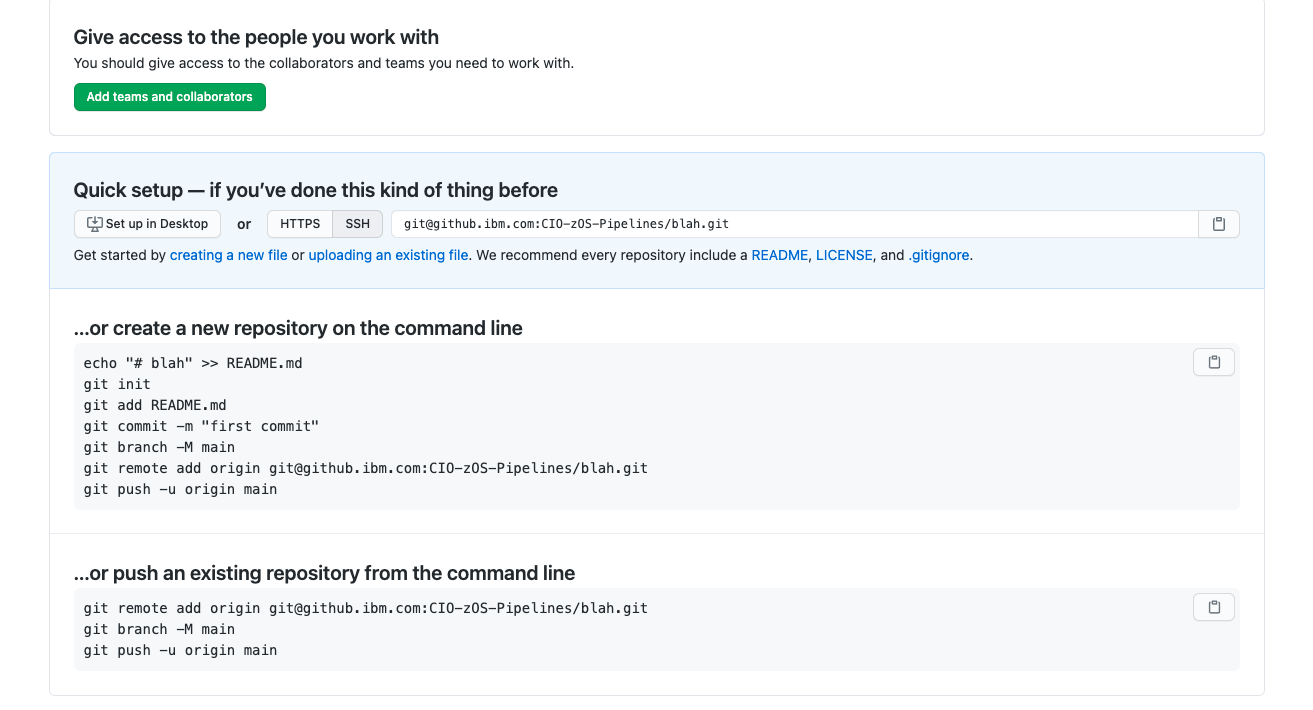 Give access to the people you work with
You should give access to the collaborators and teams you need to work with.
Add teams and collaborators
Quick setup — if you’ve done this kind of thing before
Set up in Desktop or HTTPS SSH git@github.ibm.com:CIO-zOS-Pipelines/blah.git
Get started by creating a new file or uploading an existing file. We recommend every repository include a README, LICENSE, and .gitignore.
…or create a new repository on the command line
echo "# blah" >> README.md
git init
git add README.md
git commit -m "first commit"
git branch -M main
git remote add origin git@github.ibm.com:CIO-zOS-Pipelines/blah.git
git push -u origin main
…or push an existing repository from the command line
git remote add origin git@github.ibm.com:CIO-zOS-Pipelines/blah.git
git branch -M main
git push -u origin main